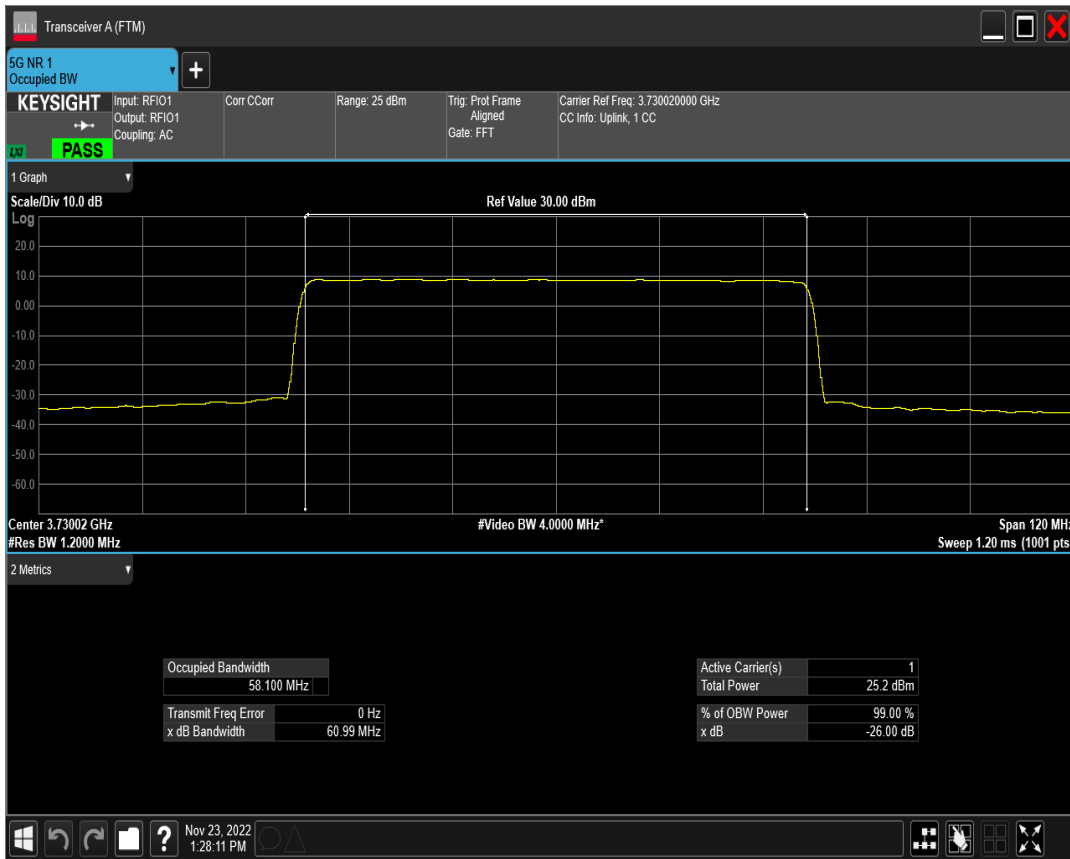 Transceiver A (FTM)
5G NR 1
Occupied BW
+
KEYSIGHT
LXI
PASS
Input: RFIO1
Output: RFIO1
Coupling: AC
Corr CCorr
Range: 25 dBm
Trig: Prot Frame
Aligned
Gate: FFT
Carrier Ref Freq: 3.730020000 GHz
CC Info: Uplink, 1 CC
1 Graph
Scale/Div 10.0 dB
Ref Value 30.00 dBm
Log
20.0
10.0
0.00
-10.0
-20.0
-30.0
-40.0
-50.0
-60.0
Center 3.73002 GHz
#Video BW 4.0000 MHz*
Span 120 MHz
#Res BW 1.2000 MHz
Sweep 1.20 ms (1001 pts
2 Metrics
Occupied Bandwidth
58.100 MHz
Transmit Freq Error 0 Hz
x dB Bandwidth 60.99 MHz
Active Carrier(s) 1
Total Power 25.2 dBm
% of OBW Power 99.00 %
x dB -26.00 dB
?
Nov 23, 2022
1:28:11 PM